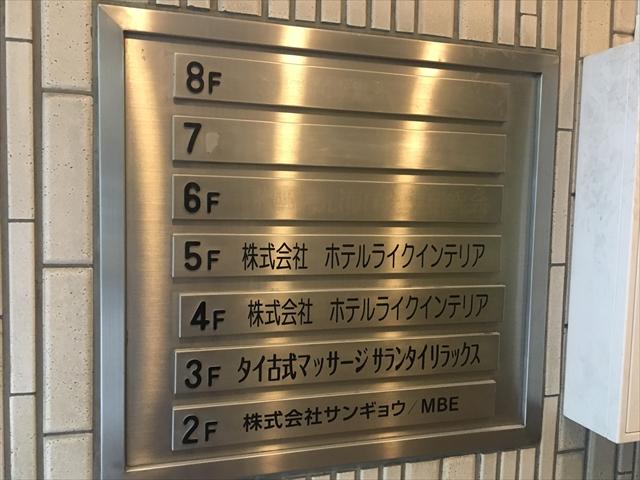 8F
7
6F
5F 株式会社 ホテルライクインテリア
4F 株式会社 ホテルライクインテリア
3F タイ古式マッサージ サランタイリラックス
2F 株式会社サンギョウ/MBE